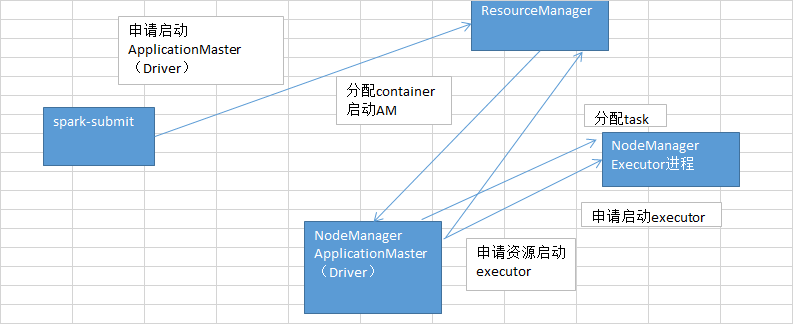 ResourceManager
申请启动
ApplicationMaster
（Driver）
分配container
启动AM
spark-submit
分配task
NodeManager
Executor进程
申请启动executor
NodeManager
ApplicationMaster
（Driver）
申请资源启动
executor